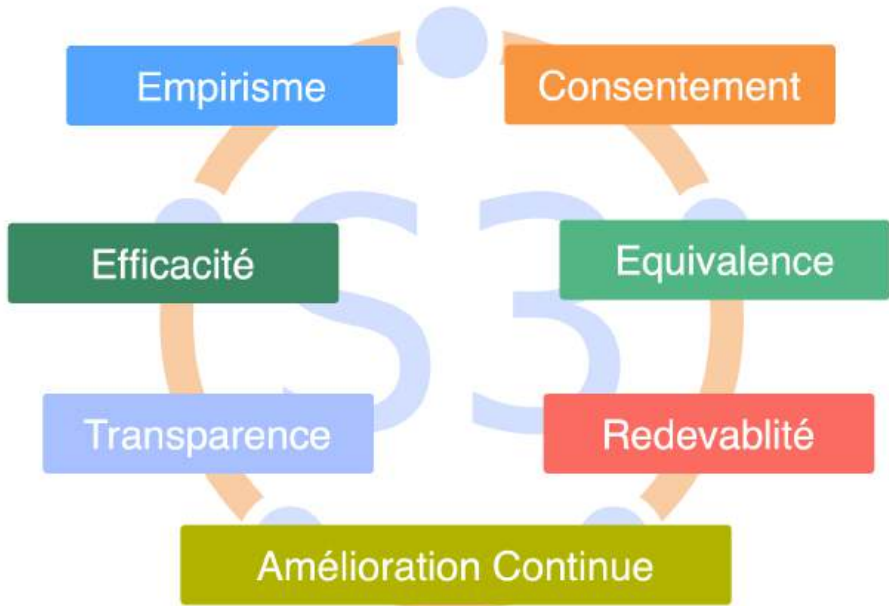 Empirisme
Consentement
S3
Efficacité
Equivalence
Transparence
Redevablité
Amélioration Continue